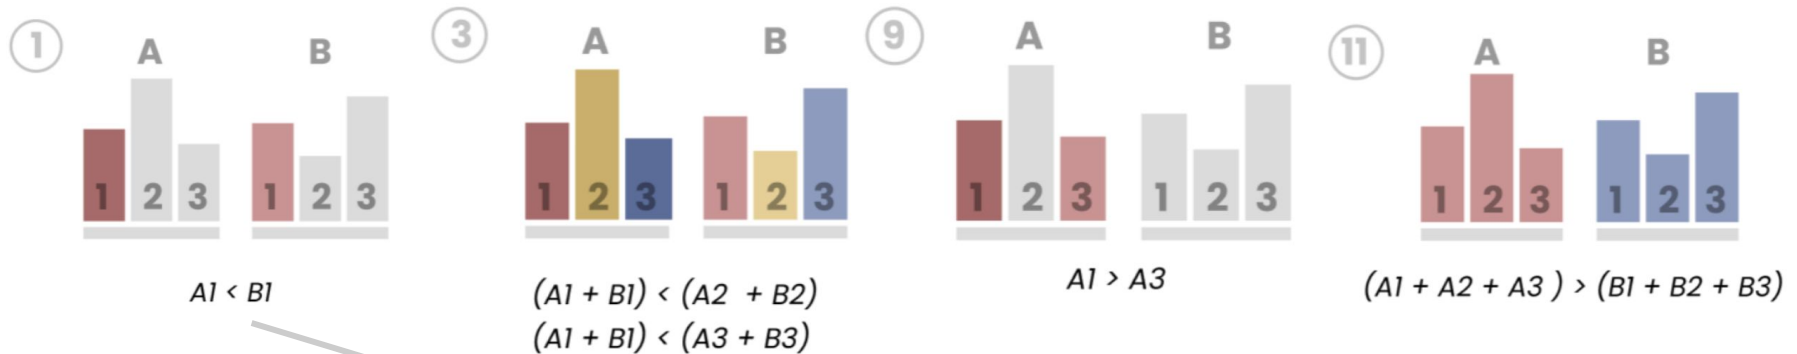 1
A B
1 2 3 1 2 3
A1 < B1
3
A B
1 2 3 1 2 3
(A1 + B1) < (A2 + B2)
(A1 + B1) < (A3 + B3)
9
A B
1 2 3 1 2 3
A1 > A3
11
A B
1 2 3 1 2 3
(A1 + A2 + A3 ) > (B1 + B2 + B3)